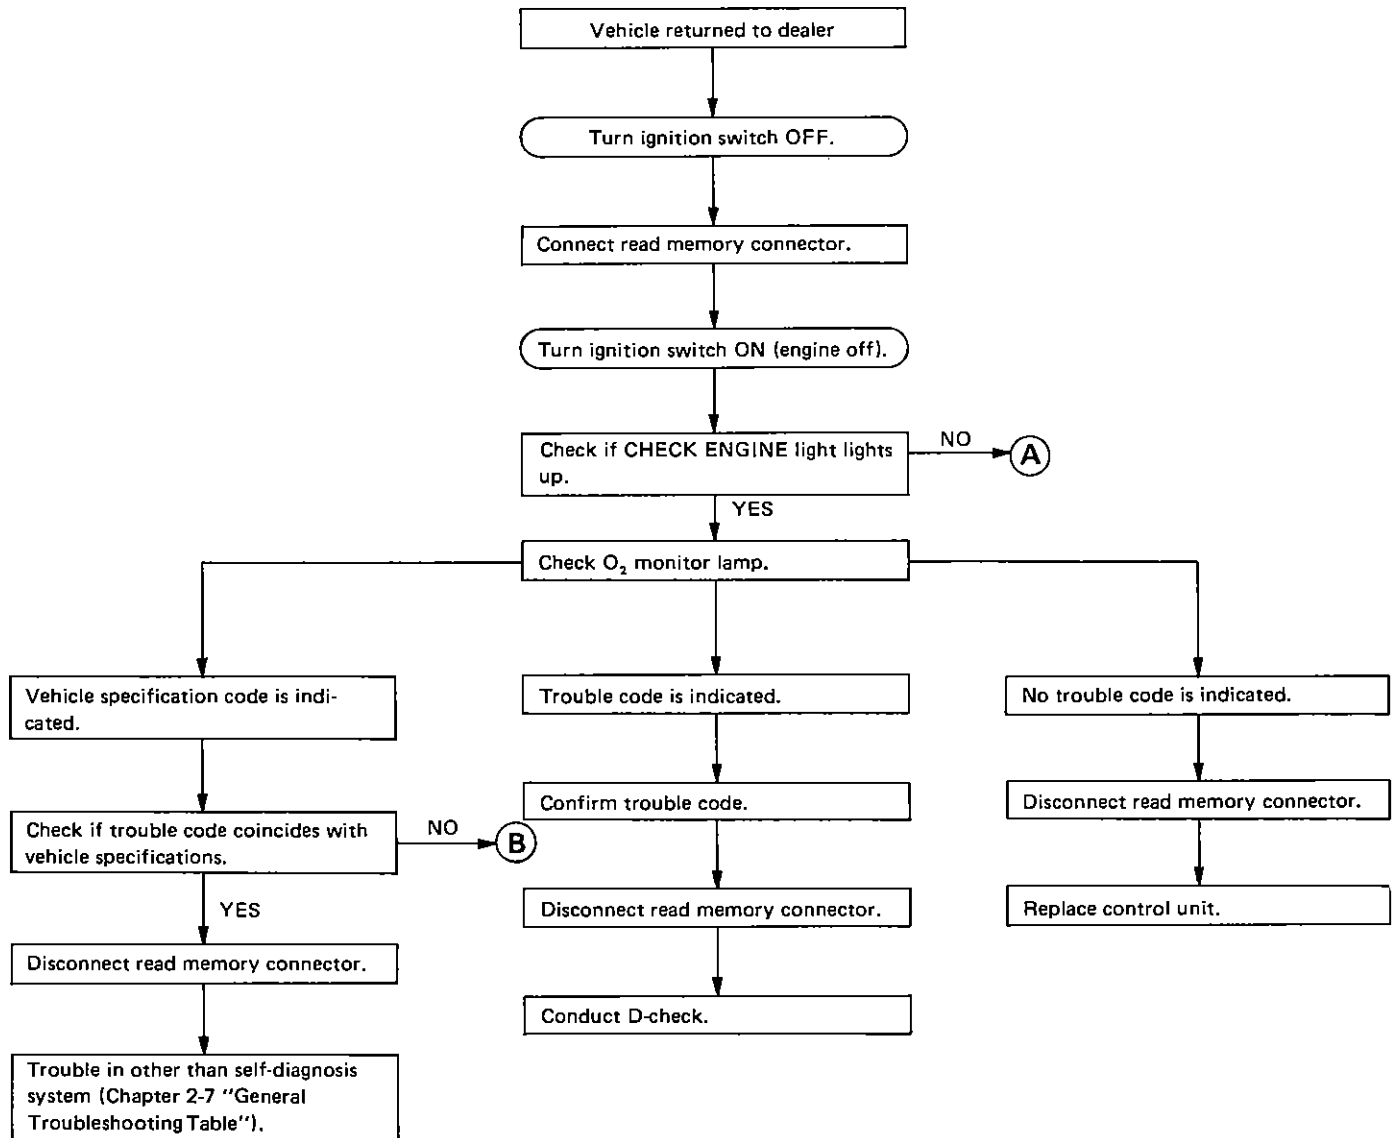 Vehicle returned to dealer
Turn ignition switch OFF.
Connect read memory connector.
Turn ignition switch ON (engine off).
Check if CHECK ENGINE light lights
up.
NO
A
YES
Check O₂ monitor lamp.
Vehicle specification code is indi-
cated.
Check if trouble code coincides with
vehicle specifications.
NO
B
YES
Disconnect read memory connector.
Trouble in other than self-diagnosis
system (Chapter 2-7 "General
Troubleshooting Table").
Trouble code is indicated.
Confirm trouble code.
Disconnect read memory connector.
Conduct D-check.
No trouble code is indicated.
Disconnect read memory connector.
Replace control unit.